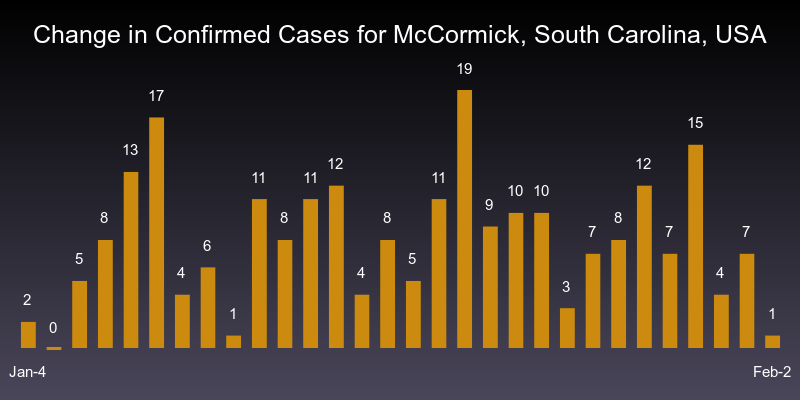 Change in Confirmed Cases for McCormick, South Carolina, USA
2 0 5 8 13 17 4 6 1 11 8 11 12 4 8 5 11 19 9 10 10 3 7 8 12 7 15 4 7 1
Jan-4 Feb-2